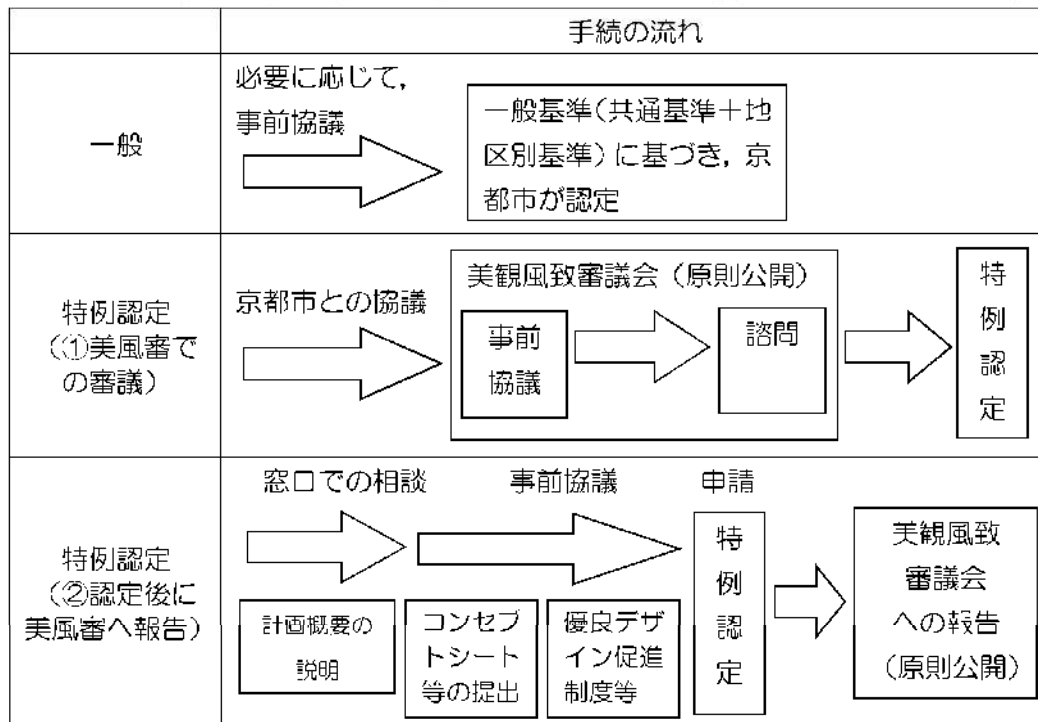 手続の流れ
一般
必要に応じて，
事前協議
一般基準（共通基準＋地
区別基準）に基づき，京
都市が認定
特例認定
（①美風審で
の審議）
京都市との協議
美観風致審議会（原則公開）
事前
協議
諮問
特
例
認
定
特例認定
（②認定後に
美風審へ報告）
窓口での相談
事前協議
申請
計画概要の
説明
コンセプ
トシート
等の提出
優良デザ
イン促進
制度等
特
例
認
定
美観風致
審議会
への報告
（原則公開）